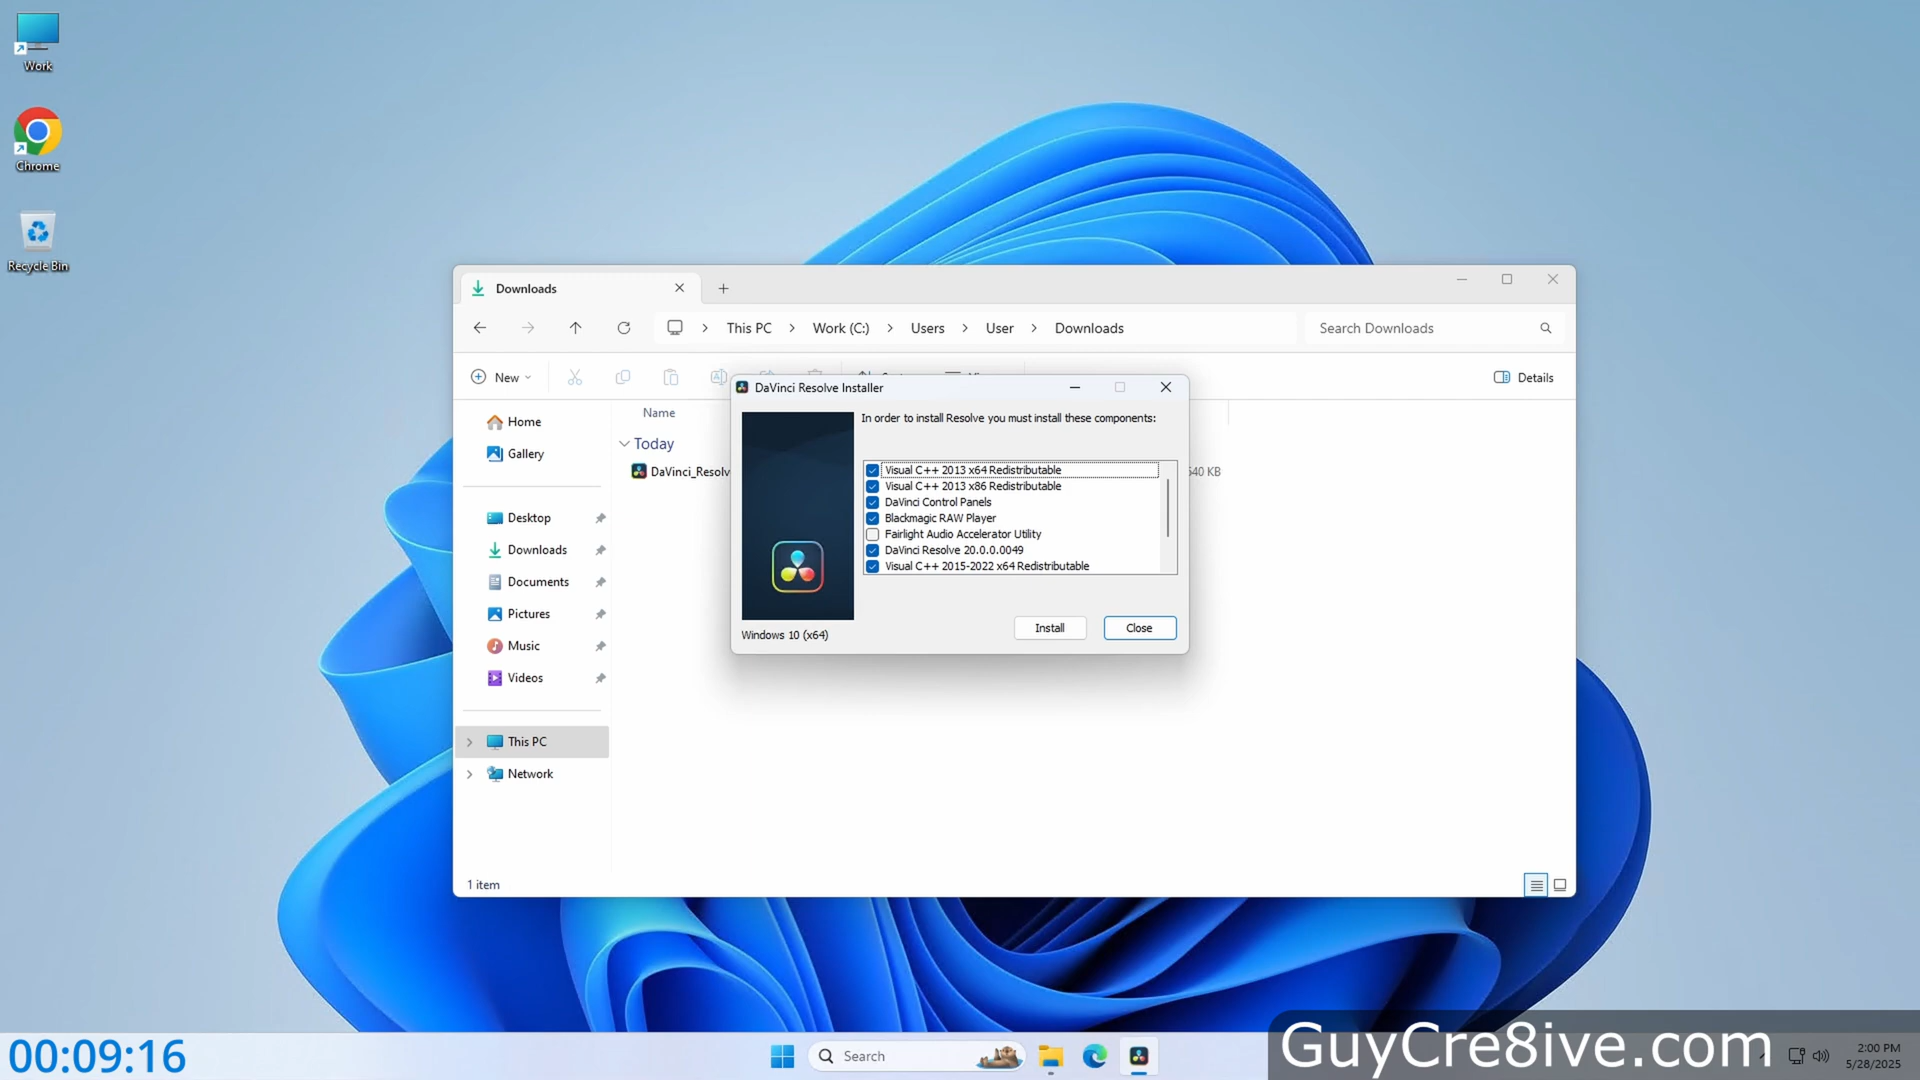 Work
Chrome
Recycle Bin
Downloads
This PC
Work (C:)
Users
User
Downloads
Search Downloads
New
Details
Home
Gallery
Desktop
Downloads
Documents
Pictures
Music
Videos
This PC
Network
Name
Today
DaVinci_Resolv
540 KB
1 item
DaVinci Resolve Installer
In order to install Resolve you must install these components:
Visual C++ 2013 x64 Redistributable
Visual C++ 2013 x86 Redistributable
DaVinci Control Panels
Blackmagic RAW Player
Fairlight Audio Accelerator Utility
DaVinci Resolve 20.0.0.0049
Visual C++ 2015-2022 x64 Redistributable
Windows 10 (x64)
Install
Close
00:09:16
Search
GuyCre8ive.com
2:00 PM
5/28/2025